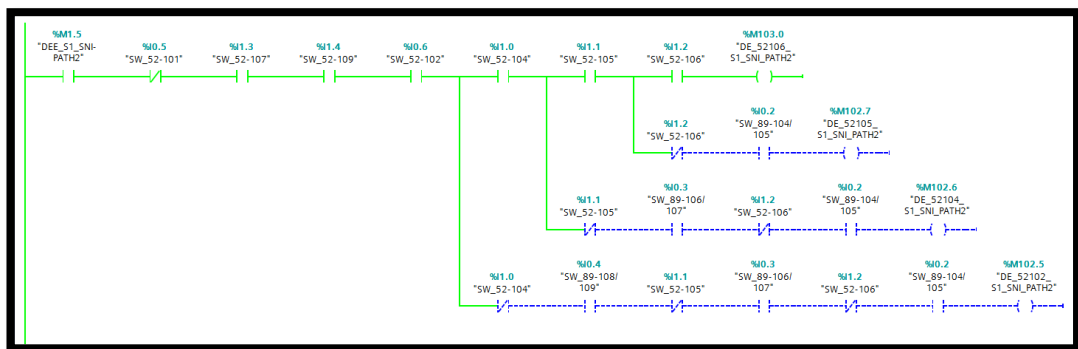 %M1.5
"DEE_S1_SNI-
PATH2"
%I0.5
"SW_52-101"
%I1.3
"SW_52-107"
%I1.4
"SW_52-109"
%I0.6
"SW_52-102"
%I1.0
"SW_52-104"
%I1.1
"SW_52-105"
%I1.2
"SW_52-106"
%M103.0
"DE_52106_
S1_SNI_PATH2"
%I1.2
"SW_52-106"
%I0.2
"SW_89-104/
105"
%M102.7
"DE_52105_
S1_SNI_PATH2"
%I1.1
"SW_52-105"
%I0.3
"SW_89-106/
107"
%I1.2
"SW_52-106"
%I0.2
"SW_89-104/
105"
%M102.6
"DE_52104_
S1_SNI_PATH2"
%I1.0
"SW_52-104"
%I0.4
"SW_89-108/
109"
%I1.1
"SW_52-105"
%I0.3
"SW_89-106/
107"
%I1.2
"SW_52-106"
%I0.2
"SW_89-104/
105"
%M102.5
"DE_52102_
S1_SNI_PATH2"